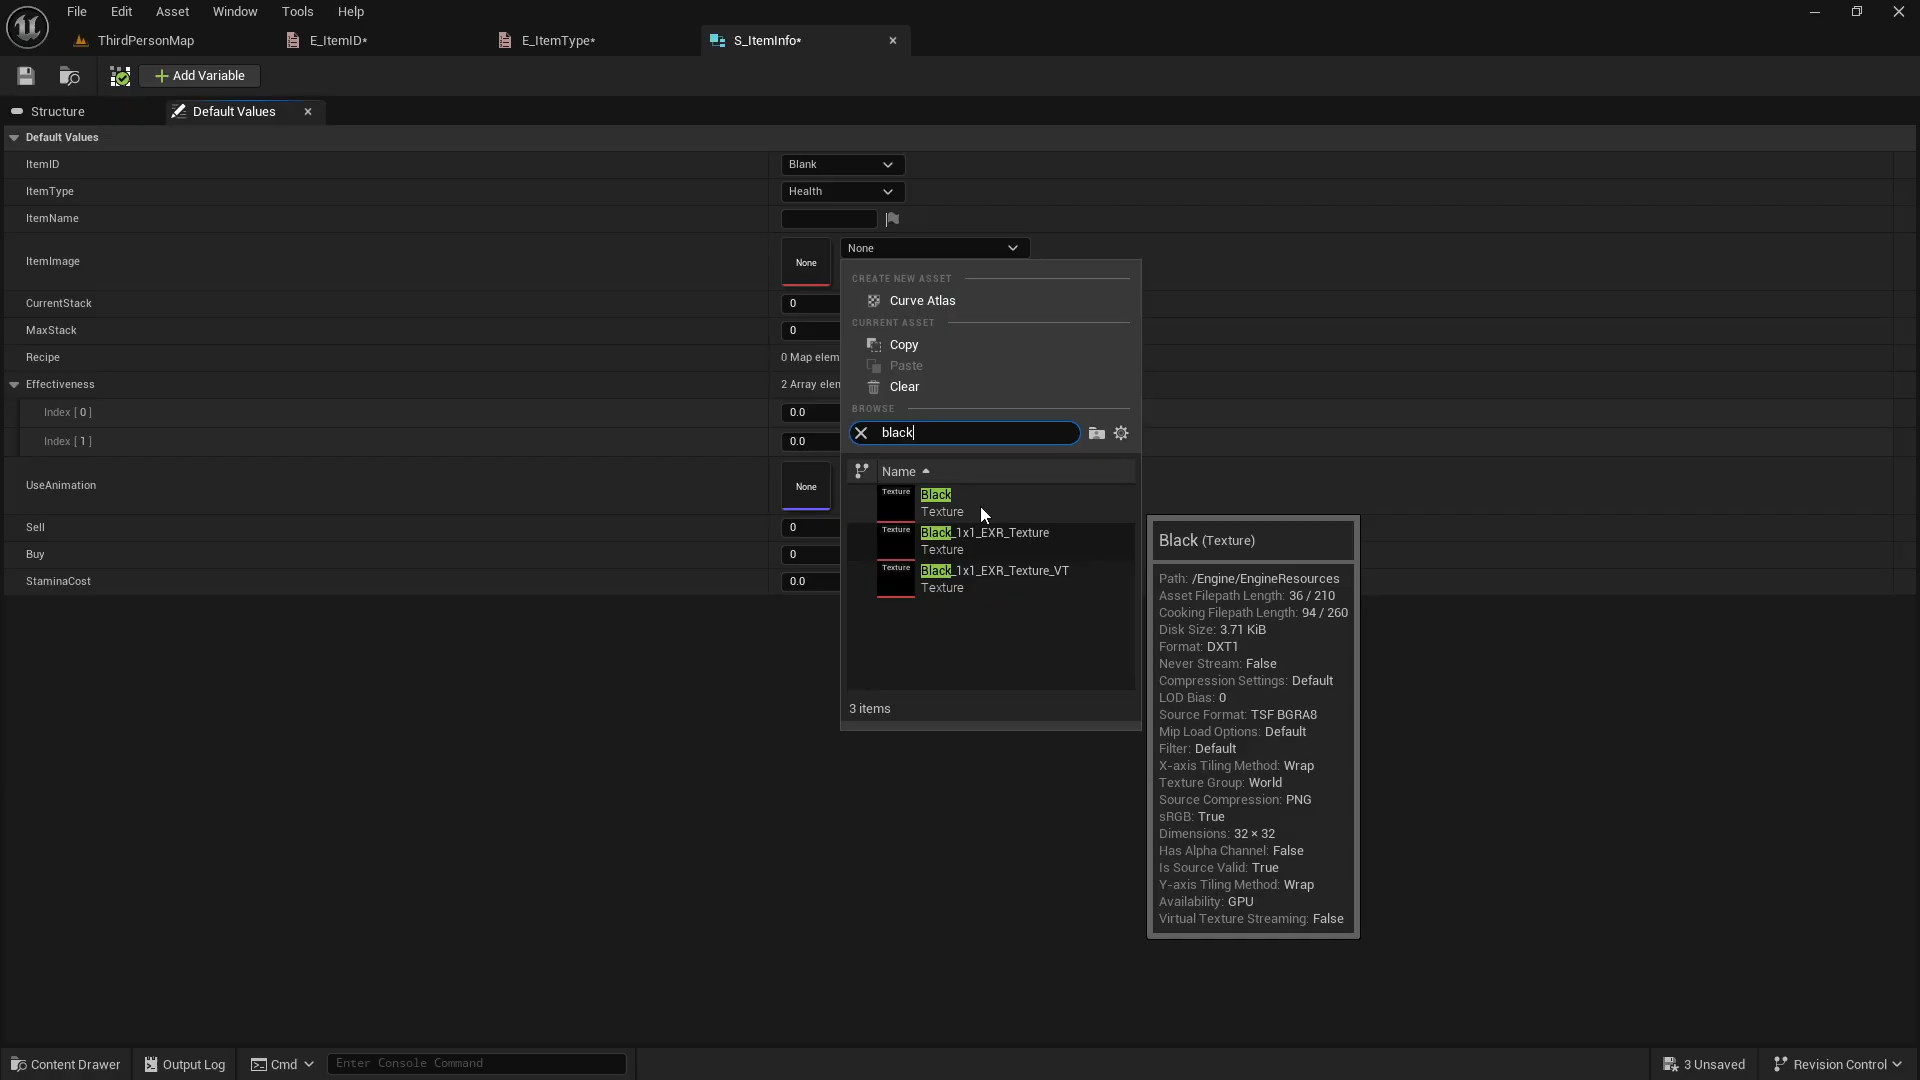 File Edit Asset Window Tools Help
ThirdPersonMap E_ItemID* E_ItemType* S_ItemInfo*
Add Variable
Structure Default Values
Default Values
ItemID Blank
ItemType Health
ItemName
ItemImage None None
CREATE NEW ASSET
Curve Atlas
CURRENT ASSET
Copy
Paste
Clear
BROWSE
black
Name
Texture Black
Texture
Texture Black_1x1_EXR_Texture
Texture
Texture Black_1x1_EXR_Texture_VT
Texture
3 items
CurrentStack 0
MaxStack 0
Recipe 0 Map elem
Effectiveness 2 Array elen
Index [ 0 ] 0.0
Index [ 1 ] 0.0
UseAnimation None
Sell 0
Buy 0
StaminaCost 0.0
Black (Texture)
Path: /Engine/EngineResources
Asset Filepath Length: 36 / 210
Cooking Filepath Length: 94 / 260
Disk Size: 3.71 KiB
Format: DXT1
Never Stream: False
Compression Settings: Default
LOD Bias: 0
Source Format: TSF BGRA8
Mip Load Options: Default
Filter: Default
X-axis Tiling Method: Wrap
Texture Group: World
Source Compression: PNG
sRGB: True
Dimensions: 32 × 32
Has Alpha Channel: False
Is Source Valid: True
Y-axis Tiling Method: Wrap
Availability: GPU
Virtual Texture Streaming: False
Content Drawer Output Log Cmd Enter Console Command 3 Unsaved Revision Control